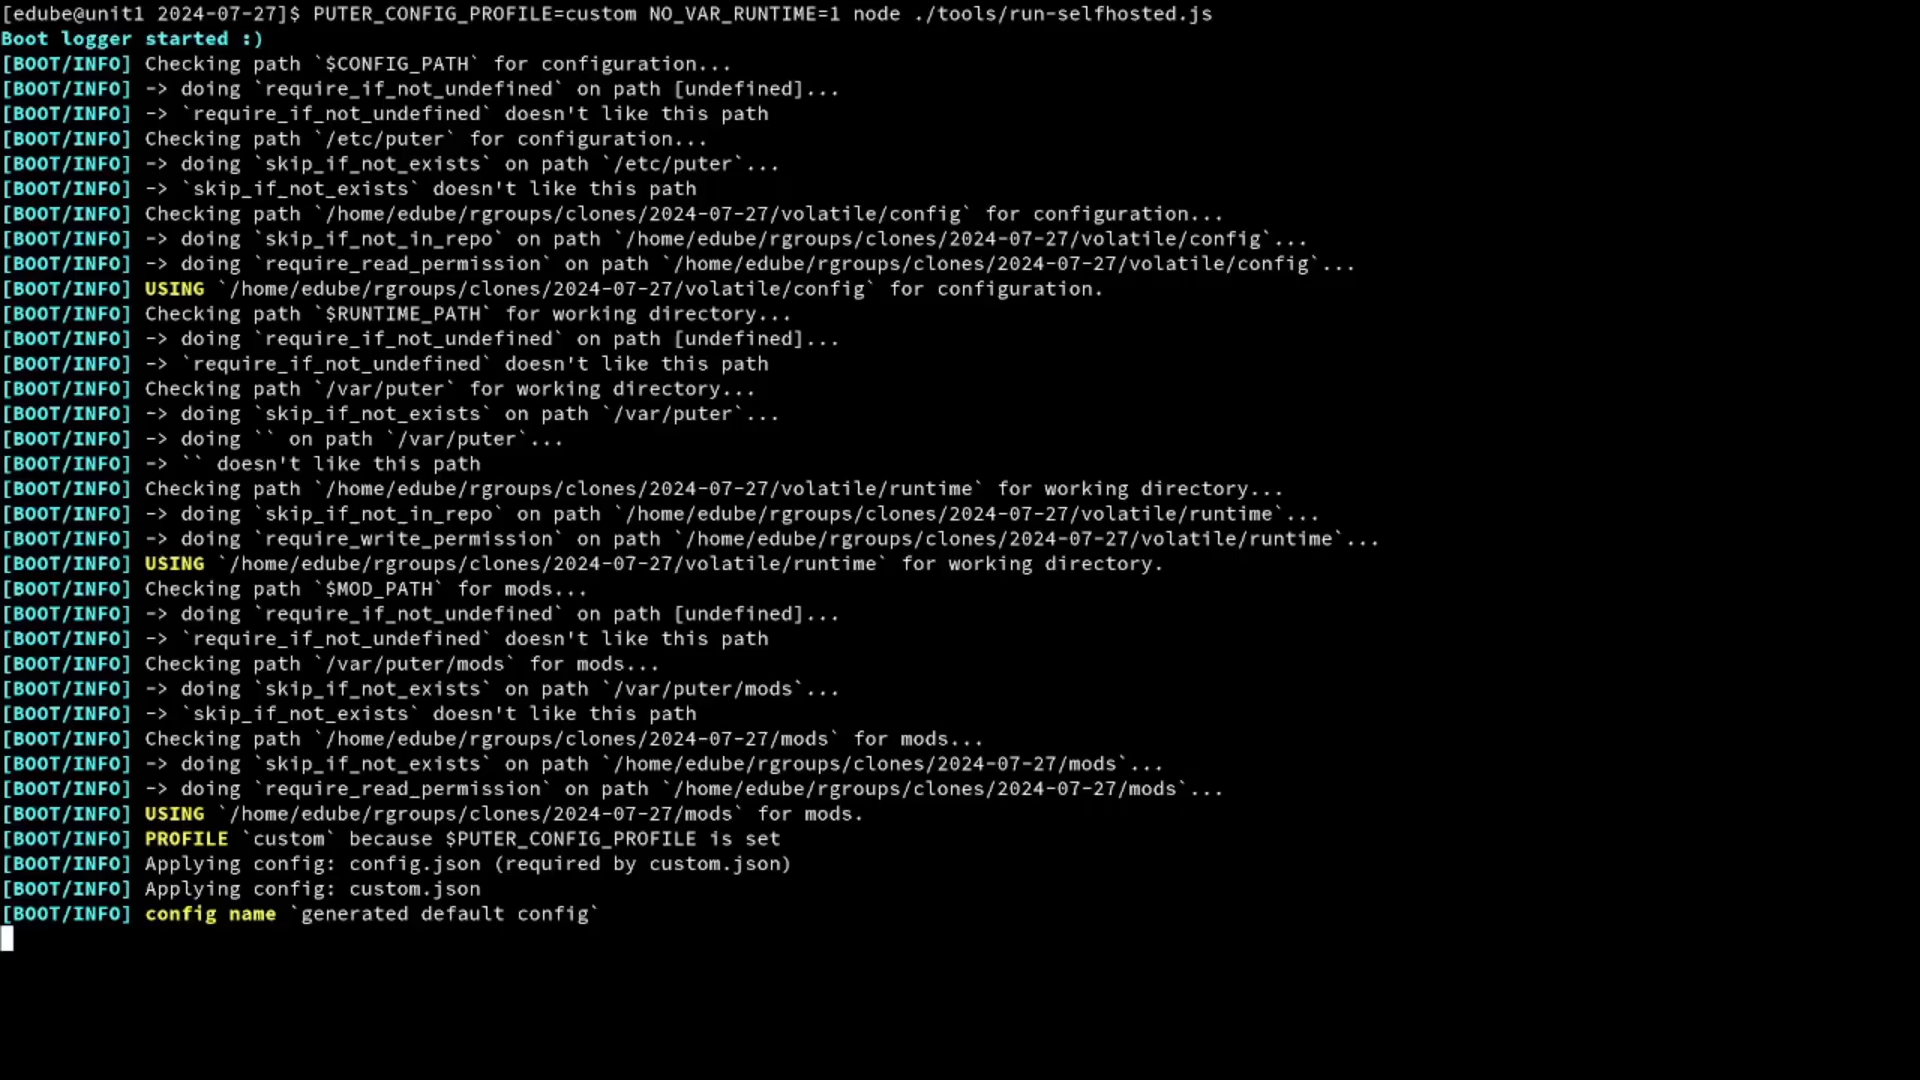 [edube@unit1 2024-07-27]$ PUTER_CONFIG_PROFILE=custom NO_VAR_RUNTIME=1 node ./tools/run-selfhosted.js
Boot logger started :)
[BOOT/INFO] Checking path `$CONFIG_PATH` for configuration...
[BOOT/INFO] -> doing `require_if_not_undefined` on path [undefined]...
[BOOT/INFO] -> `require_if_not_undefined` doesn't like this path
[BOOT/INFO] Checking path `/etc/puter` for configuration...
[BOOT/INFO] -> doing `skip_if_not_exists` on path `/etc/puter`...
[BOOT/INFO] -> `skip_if_not_exists` doesn't like this path
[BOOT/INFO] Checking path `/home/edube/rgroups/clones/2024-07-27/volatile/config` for configuration...
[BOOT/INFO] -> doing `skip_if_not_in_repo` on path `/home/edube/rgroups/clones/2024-07-27/volatile/config`...
[BOOT/INFO] -> doing `require_read_permission` on path `/home/edube/rgroups/clones/2024-07-27/volatile/config`...
[BOOT/INFO] USING `/home/edube/rgroups/clones/2024-07-27/volatile/config` for configuration.
[BOOT/INFO] Checking path `$RUNTIME_PATH` for working directory...
[BOOT/INFO] -> doing `require_if_not_undefined` on path [undefined]...
[BOOT/INFO] -> `require_if_not_undefined` doesn't like this path
[BOOT/INFO] Checking path `/var/puter` for working directory...
[BOOT/INFO] -> doing `skip_if_not_exists` on path `/var/puter`...
[BOOT/INFO] -> doing `` on path `/var/puter`...
[BOOT/INFO] -> `` doesn't like this path
[BOOT/INFO] Checking path `/home/edube/rgroups/clones/2024-07-27/volatile/runtime` for working directory...
[BOOT/INFO] -> doing `skip_if_not_in_repo` on path `/home/edube/rgroups/clones/2024-07-27/volatile/runtime`...
[BOOT/INFO] -> doing `require_write_permission` on path `/home/edube/rgroups/clones/2024-07-27/volatile/runtime`...
[BOOT/INFO] USING `/home/edube/rgroups/clones/2024-07-27/volatile/runtime` for working directory.
[BOOT/INFO] Checking path `$MOD_PATH` for mods...
[BOOT/INFO] -> doing `require_if_not_undefined` on path [undefined]...
[BOOT/INFO] -> `require_if_not_undefined` doesn't like this path
[BOOT/INFO] Checking path `/var/puter/mods` for mods...
[BOOT/INFO] -> doing `skip_if_not_exists` on path `/var/puter/mods`...
[BOOT/INFO] -> `skip_if_not_exists` doesn't like this path
[BOOT/INFO] Checking path `/home/edube/rgroups/clones/2024-07-27/mods` for mods...
[BOOT/INFO] -> doing `skip_if_not_exists` on path `/home/edube/rgroups/clones/2024-07-27/mods`...
[BOOT/INFO] -> doing `require_read_permission` on path `/home/edube/rgroups/clones/2024-07-27/mods`...
[BOOT/INFO] USING `/home/edube/rgroups/clones/2024-07-27/mods` for mods.
[BOOT/INFO] PROFILE `custom` because $PUTER_CONFIG_PROFILE is set
[BOOT/INFO] Applying config: config.json (required by custom.json)
[BOOT/INFO] Applying config: custom.json
[BOOT/INFO] config name `generated default config`